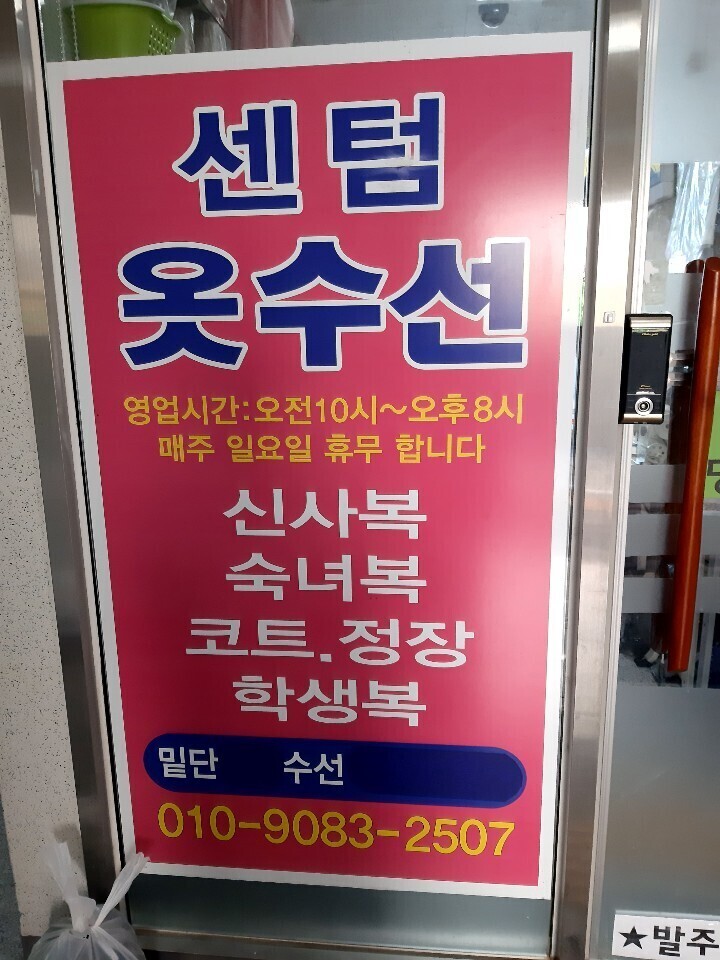 센텀
옷수선
영업시간:오전10시~오후8시
매주 일요일 휴무 합니다
신사복
숙녀복
코트.정장
학생복
밑단 수선
010-9083-2507
★발주